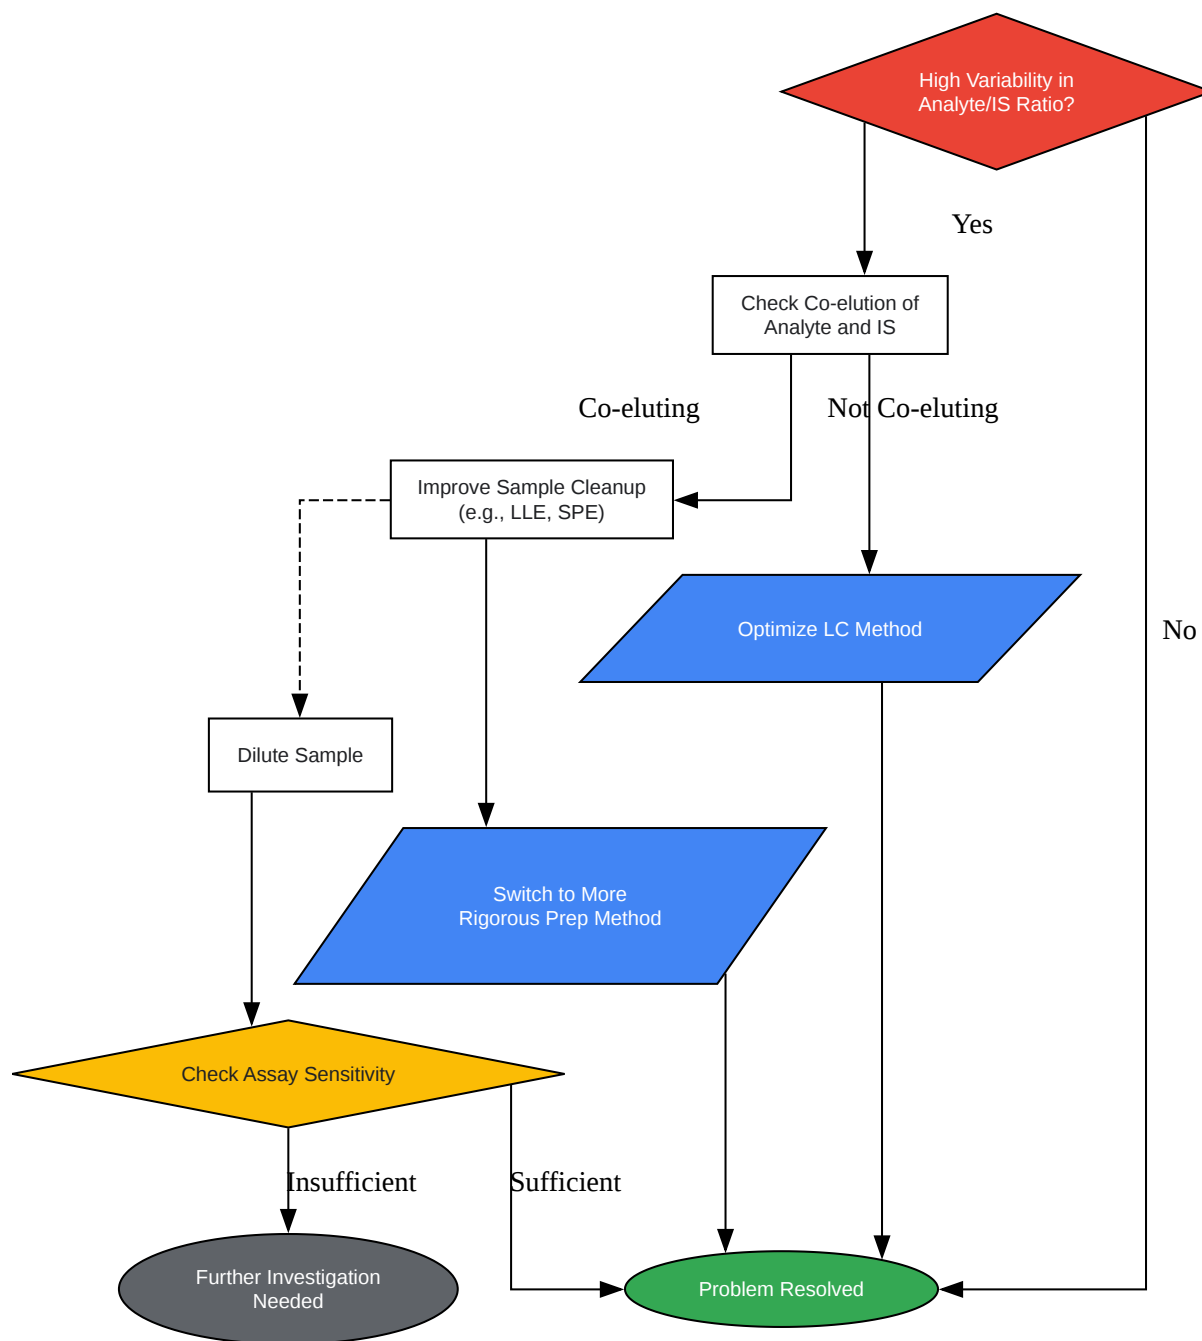 High Variability in
Analyte/IS Ratio?
Yes
Check Co-elution of
Analyte and IS
Co-eluting
Not Co-eluting
Improve Sample Cleanup
(e.g., LLE, SPE)
Optimize LC Method
No
Dilute Sample
Switch to More
Rigorous Prep Method
Check Assay Sensitivity
Insufficient
Sufficient
Further Investigation
Needed
Problem Resolved